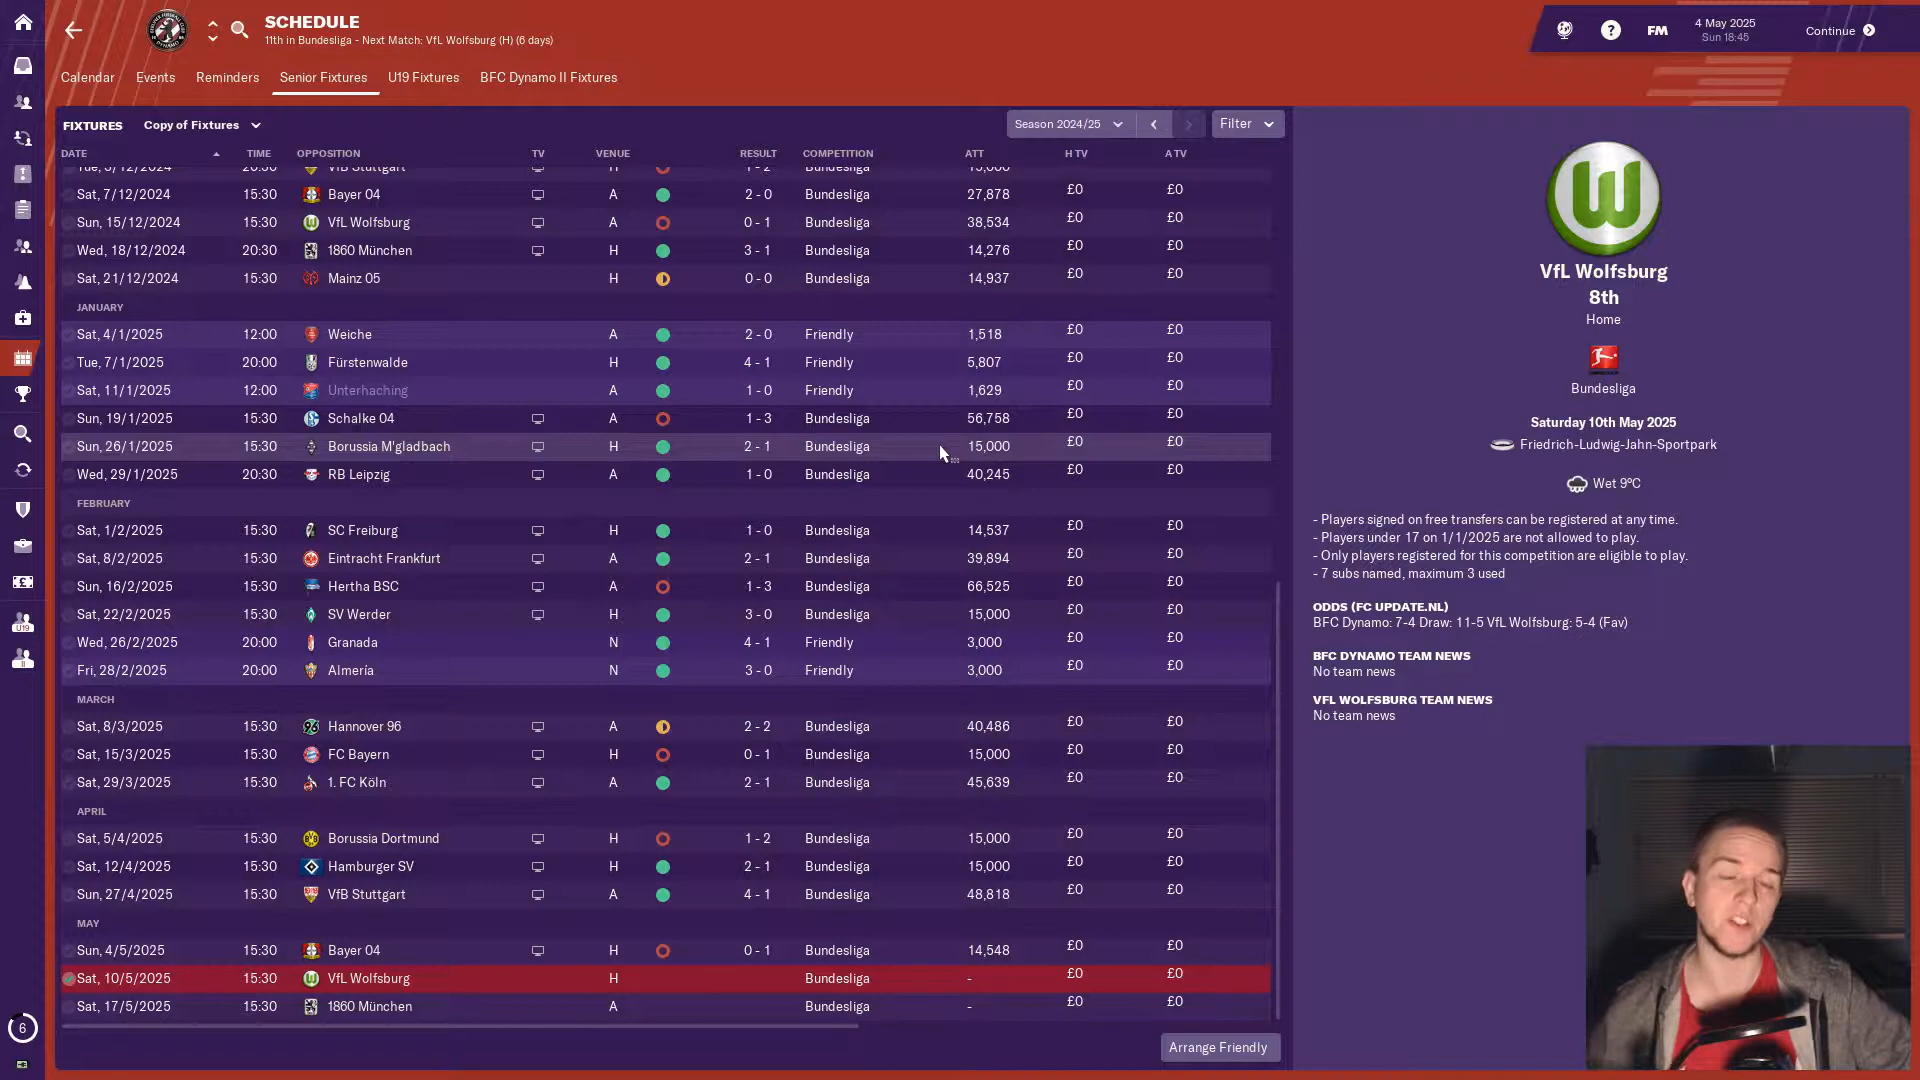 SCHEDULE
11th in Bundesliga - Next Match: VfL Wolfsburg (H) (6 days)
FM
4 May 2025
Sun 18:45
Continue
Calendar Events Reminders Senior Fixtures U19 Fixtures BFC Dynamo II Fixtures
FIXTURES Copy of Fixtures Season 2024/25 Filter
DATE TIME OPPOSITION TV VENUE RESULT COMPETITION ATT H TV A TV
Tue, 3/12/2024 20:30 VfB Stuttgart H 1 - 2 Bundesliga 15,000
Sat, 7/12/2024 15:30 Bayer 04 A 2 - 0 Bundesliga 27,878 £0 £0
Sun, 15/12/2024 15:30 VfL Wolfsburg A 0 - 1 Bundesliga 38,534 £0 £0
Wed, 18/12/2024 20:30 1860 München H 3 - 1 Bundesliga 14,276 £0 £0
Sat, 21/12/2024 15:30 Mainz 05 H 0 - 0 Bundesliga 14,937 £0 £0
JANUARY
Sat, 4/1/2025 12:00 Weiche A 2 - 0 Friendly 1,518 £0 £0
Tue, 7/1/2025 20:00 Fürstenwalde H 4 - 1 Friendly 5,807 £0 £0
Sat, 11/1/2025 12:00 Unterhaching A 1 - 0 Friendly 1,629 £0 £0
Sun, 19/1/2025 15:30 Schalke 04 A 1 - 3 Bundesliga 56,758 £0 £0
Sun, 26/1/2025 15:30 Borussia M'gladbach H 2 - 1 Bundesliga 15,000 £0 £0
Wed, 29/1/2025 20:30 RB Leipzig A 1 - 0 Bundesliga 40,245 £0 £0
FEBRUARY
Sat, 1/2/2025 15:30 SC Freiburg H 1 - 0 Bundesliga 14,537 £0 £0
Sat, 8/2/2025 15:30 Eintracht Frankfurt A 2 - 1 Bundesliga 39,894 £0 £0
Sun, 16/2/2025 15:30 Hertha BSC A 1 - 3 Bundesliga 66,525 £0 £0
Sat, 22/2/2025 15:30 SV Werder H 3 - 0 Bundesliga 15,000 £0 £0
Wed, 26/2/2025 20:00 Granada N 4 - 1 Friendly 3,000 £0 £0
Fri, 28/2/2025 20:00 Almería N 3 - 0 Friendly 3,000 £0 £0
MARCH
Sat, 8/3/2025 15:30 Hannover 96 A 2 - 2 Bundesliga 40,486 £0 £0
Sat, 15/3/2025 15:30 FC Bayern H 0 - 1 Bundesliga 15,000 £0 £0
Sat, 29/3/2025 15:30 1. FC Köln A 2 - 1 Bundesliga 45,639 £0 £0
APRIL
Sat, 5/4/2025 15:30 Borussia Dortmund H 1 - 2 Bundesliga 15,000 £0 £0
Sat, 12/4/2025 15:30 Hamburger SV H 2 - 1 Bundesliga 15,000 £0 £0
Sun, 27/4/2025 15:30 VfB Stuttgart A 4 - 1 Bundesliga 48,818 £0 £0
MAY
Sun, 4/5/2025 15:30 Bayer 04 H 0 - 1 Bundesliga 14,548 £0 £0
Sat, 10/5/2025 15:30 VfL Wolfsburg H Bundesliga - £0 £0
Sat, 17/5/2025 15:30 1860 München A Bundesliga - £0 £0
Arrange Friendly
U19
II
6
VfL Wolfsburg
8th
Home
Bundesliga
Saturday 10th May 2025
Friedrich-Ludwig-Jahn-Sportpark
Wet 9°C
- Players signed on free transfers can be registered at any time.
- Players under 17 on 1/1/2025 are not allowed to play.
- Only players registered for this competition are eligible to play.
- 7 subs named, maximum 3 used
ODDS (FC UPDATE.NL)
BFC Dynamo: 7-4 Draw: 11-5 VfL Wolfsburg: 5-4 (Fav)
BFC DYNAMO TEAM NEWS
No team news
VFL WOLFSBURG TEAM NEWS
No team news